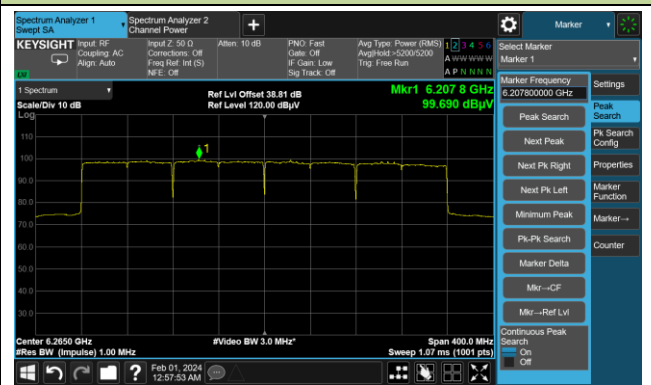 Spectrum Analyzer 1
Swept SA
Spectrum Analyzer 2
Channel Power
Marker
KEYSIGHT
Input: RF
Coupling: AC
Align: Auto
Input Z: 50 Ω
Corrections: Off
Freq Ref: Int (S)
NFE: Off
Atten: 10 dB
PNO: Fast
Gate: Off
IF Gain: Low
Sig Track: Off
Avg Type: Power (RMS)
Avg|Hold:>5200/5200
Trig: Free Run
1 2 3 4 5 6
A W W W W W
A P N N N N
LXI
Select Marker
Marker 1
1 Spectrum
Scale/Div 10 dB
Log
Ref Lvl Offset 38.81 dB
Ref Level 120.00 dBµV
Mkr1 6.207 8 GHz
99.690 dBµV
110
100
90.0
80.0
70.0
60.0
50.0
40.0
30.0
1
Center 6.2650 GHz
#Res BW (Impulse) 1.00 MHz
#Video BW 3.0 MHz*
Span 400.0 MHz
Sweep 1.07 ms (1001 pts)
Marker Frequency
6.207800000 GHz
Peak Search
Next Peak
Next Pk Right
Next Pk Left
Minimum Peak
Pk-Pk Search
Marker Delta
Mkr→CF
Mkr→Ref Lvl
Continuous Peak
Search
On
Off
Settings
Peak
Search
Pk Search
Config
Properties
Marker
Function
Marker→
Counter
?
Feb 01, 2024
12:57:53 AM